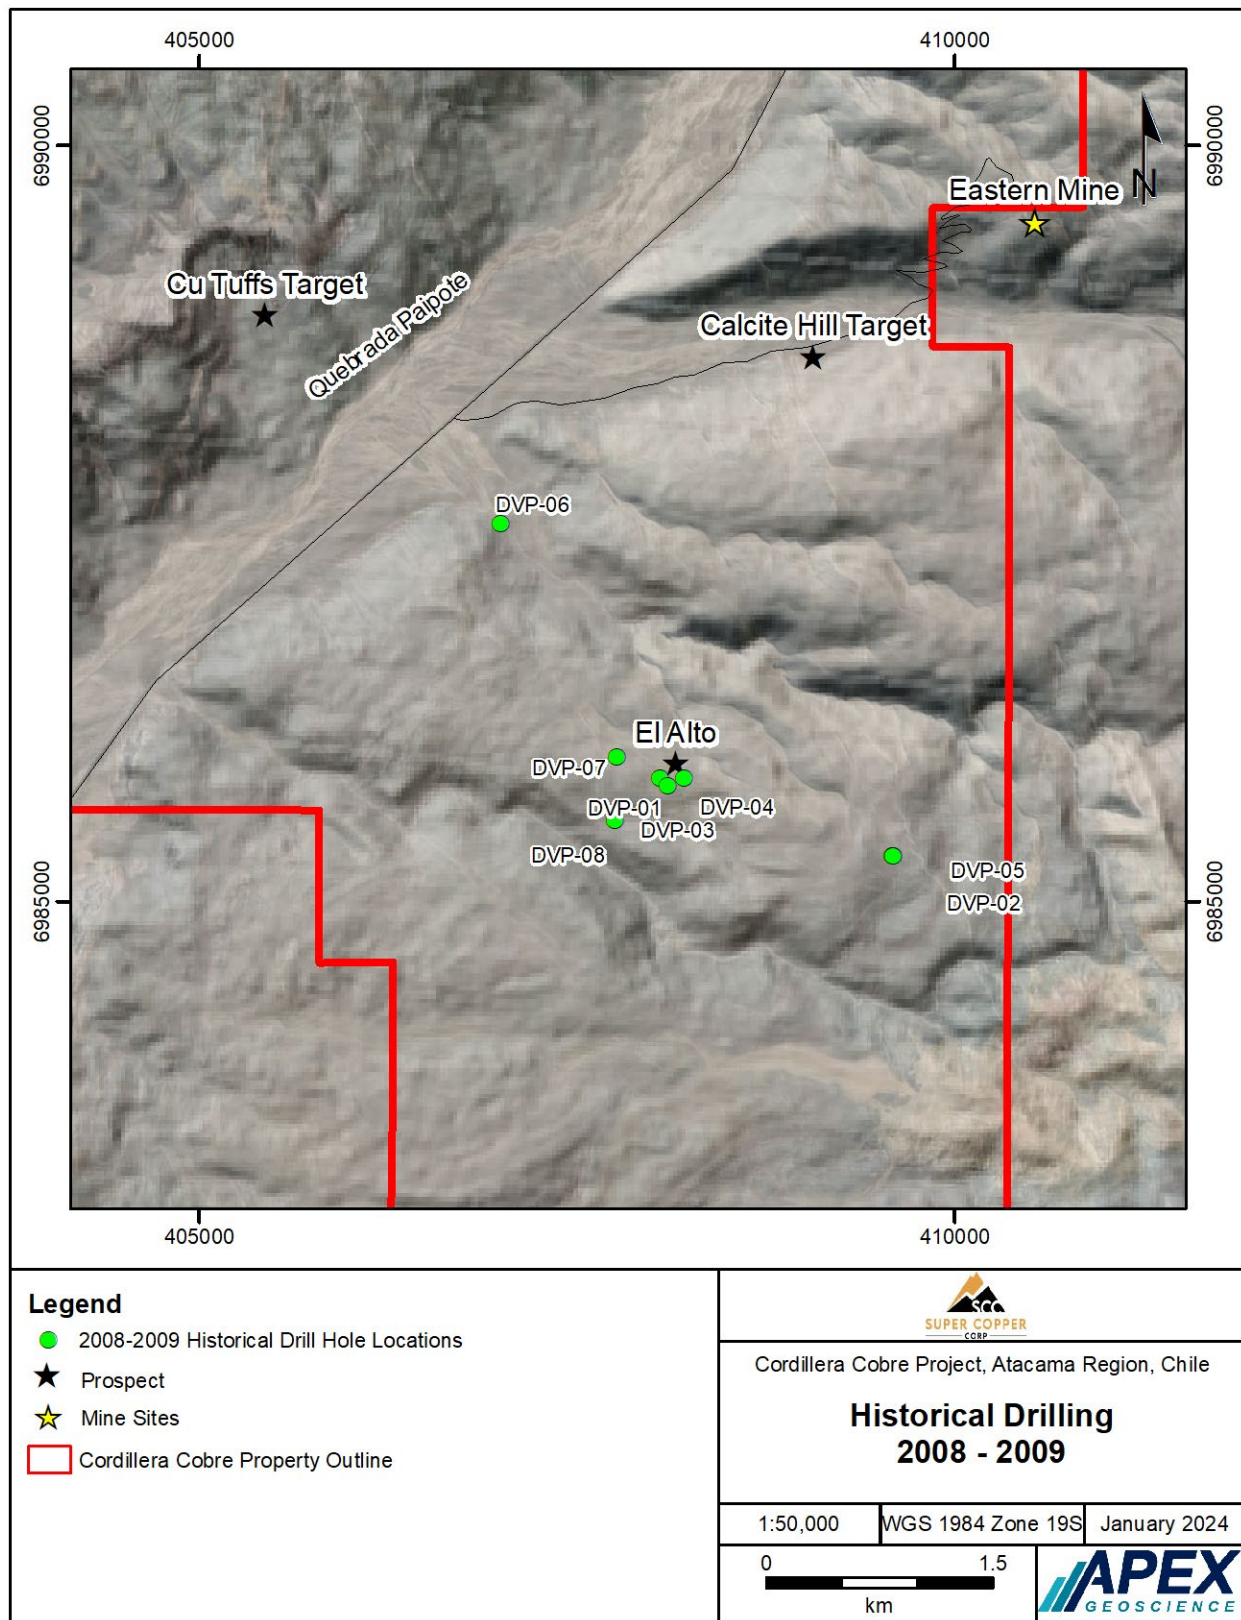 405000
410000
6990000
6990000
Eastern Mine
N
Cu Tuffs Target
Quebrada Paipote
Calcite Hill Target
DVP-06
El Alto
DVP-07
DVP-01
DVP-04
DVP-03
DVP-08
DVP-05
DVP-02
6985000
6985000
405000
410000
Legend
2008-2009 Historical Drill Hole Locations
Prospect
Mine Sites
Cordillera Cobre Property Outline
SCC
SUPER COPPER
CORP
Cordillera Cobre Project, Atacama Region, Chile
Historical Drilling
2008 - 2009
1:50,000
WGS 1984 Zone 19S
January 2024
0
1.5
km
APEX
GEOSCIENCE